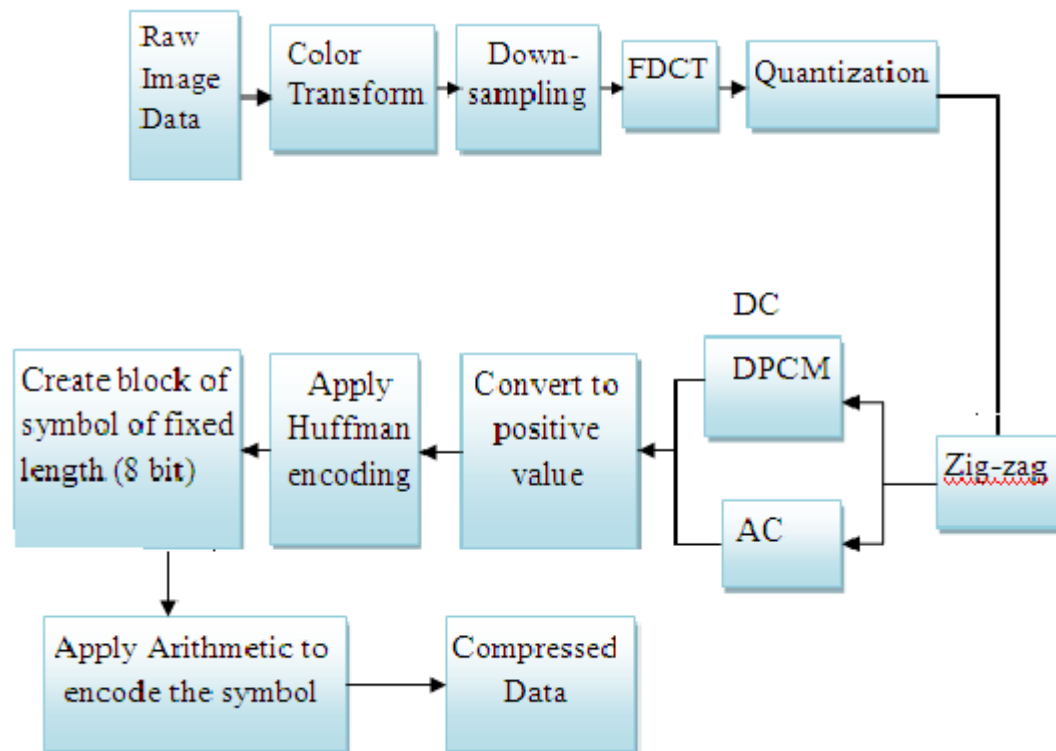 Raw
Image
Data
Color
Transform
Down-
sampling
FDCT
Quantization
Zig-zag
DC
DPCM
AC
Convert to
positive
value
Apply
Huffman
encoding
Create block of
symbol of fixed
length (8 bit)
Apply Arithmetic to
encode the symbol
Compressed
Data